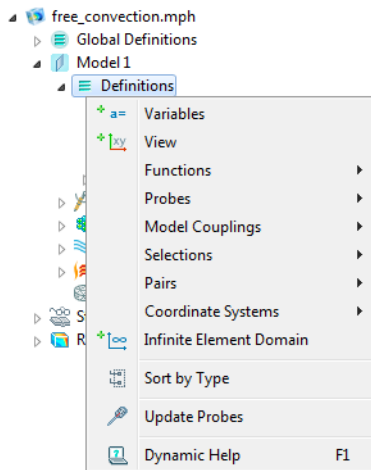 free_convection.mph
Global Definitions
Model 1
Definitions
a= Variables
xy View
Functions
Probes
Model Couplings
Selections
Pairs
Coordinate Systems
Infinite Element Domain
Sort by Type
Update Probes
Dynamic Help F1